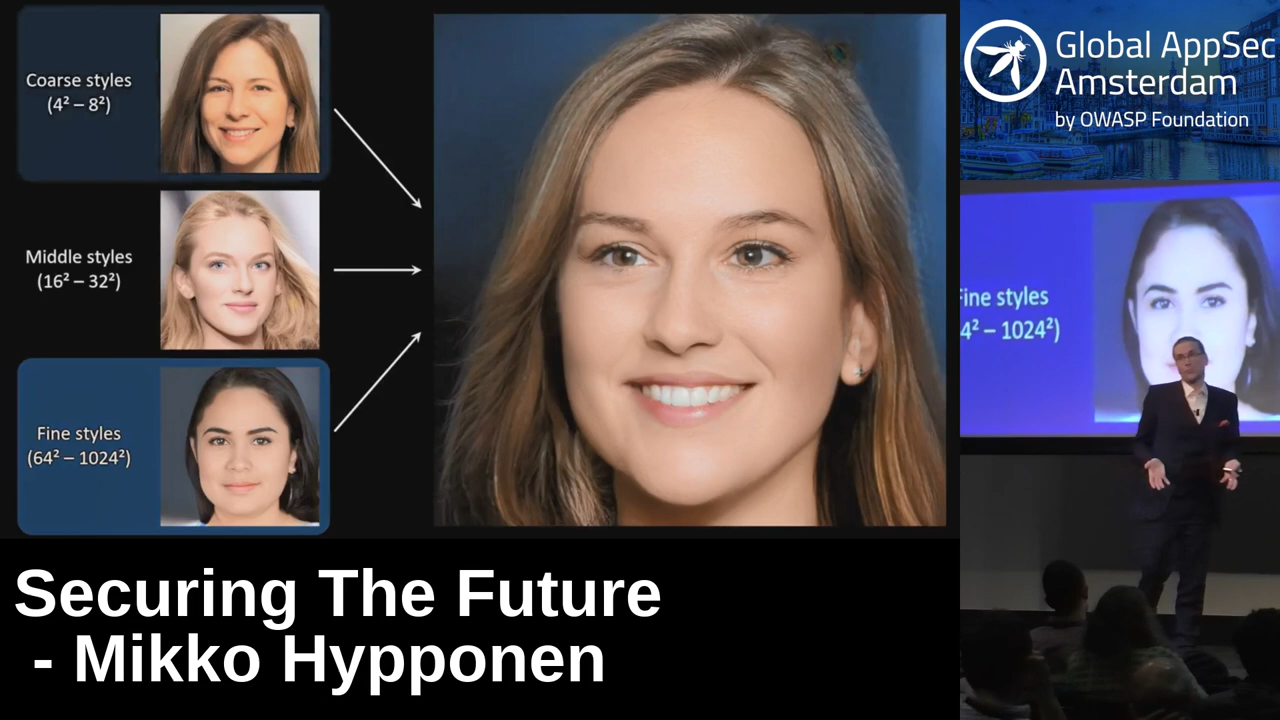 Coarse styles
(4² – 8²)
Middle styles
(16² – 32²)
Fine styles
(64² – 1024²)
Securing The Future
- Mikko Hypponen
Global AppSec
Amsterdam
by OWASP Foundation
Fine styles
4² – 1024²)